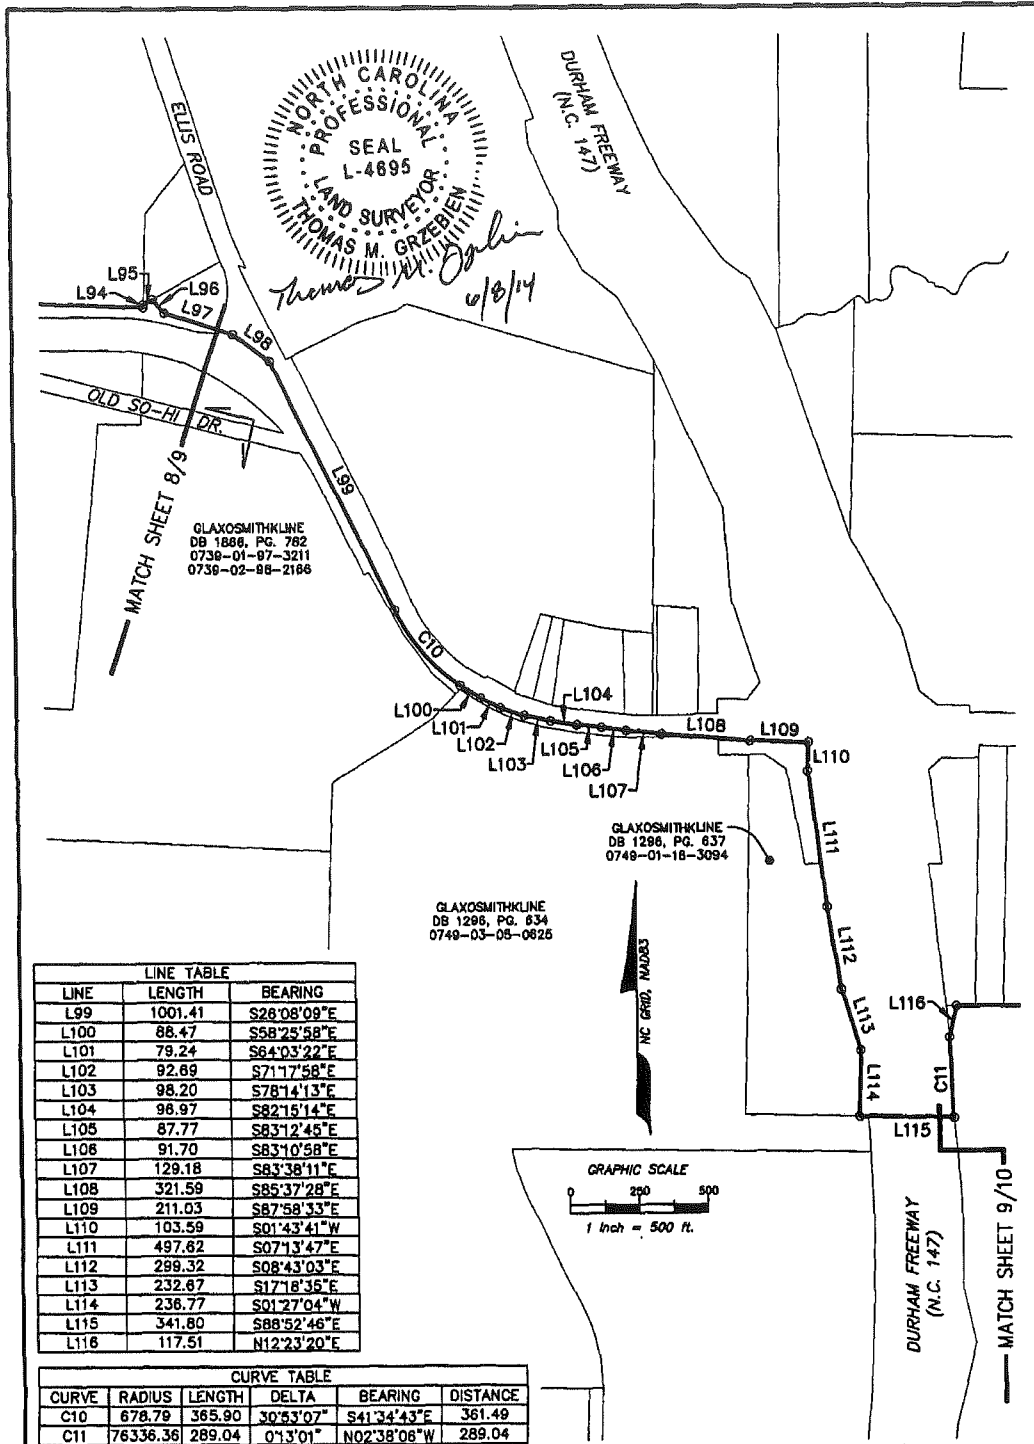 NORTH CAROLINA
PROFESSIONAL
SEAL
L-4695
LAND SURVEYOR
THOMAS M. GRZEBIEN
Thomas M.
6/8/14
ELLIS ROAD
DURHAM FREEWAY
(N.C. 147)
L95
L94
L96
L97
L98
OLD SO-HI DR.
L99
MATCH SHEET 8/9
GLAXOSMITHKLINE
DB 1886, PG. 762
0739-01-97-3211
0739-02-98-2166
C10
L104
L100
L101
L102
L103
L105
L106
L107
L108
L109
L110
L111
GLAXOSMITHKLINE
DB 1296, PG. 637
0749-01-16-3094
GLAXOSMITHKLINE
DB 1296, PG. 634
0749-03-05-0625
NC GRID, NAD83
L112
L113
L114
L116
C11
L115
LINE TABLE
LINE LENGTH BEARING
L99 1001.41 S26°08'09"E
L100 88.47 S58°25'58"E
L101 79.24 S64°03'22"E
L102 92.69 S71°17'58"E
L103 98.20 S78°14'13"E
L104 96.97 S82°15'14"E
L105 87.77 S83°12'45"E
L106 91.70 S83°10'58"E
L107 129.18 S83°38'11"E
L108 321.59 S85°37'28"E
L109 211.03 S87°58'33"E
L110 103.59 S01°43'41"W
L111 497.62 S07°13'47"E
L112 299.32 S08°43'03"E
L113 232.67 S17°18'35"E
L114 236.77 S01°27'04"W
L115 341.80 S88°52'46"E
L116 117.51 N12°23'20"E
GRAPHIC SCALE
0 250 500
1 inch = 500 ft.
DURHAM FREEWAY
(N.C. 147)
MATCH SHEET 9/10
CURVE TABLE
CURVE RADIUS LENGTH DELTA BEARING DISTANCE
C10 678.79 365.90 30°53'07" S41°34'43"E 361.49
C11 76336.36 289.04 0°13'01" N02°38'06"W 289.04